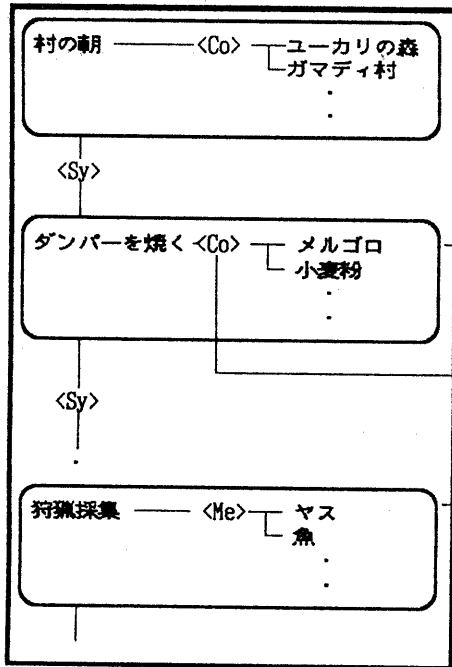 村の朝 <Co> ユーカリの森
ガマディ村
<Sy>
ダンパーを焼く <Co> メルゴロ
小麦粉
<Sy>
狩猟採集 <Me> ヤス
魚